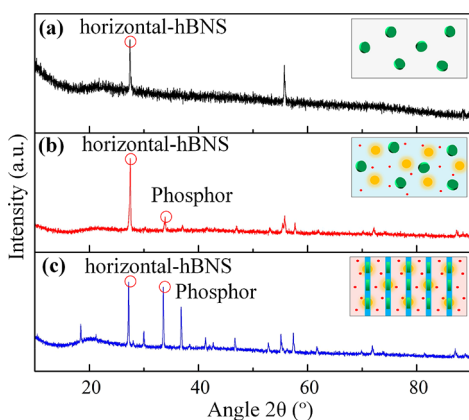 (a)
horizontal-hBNS
(b)
horizontal-hBNS
Phosphor
(c)
horizontal-hBNS
Phosphor
Intensity (a.u.)
20 40 60 80
Angle 2θ (°)